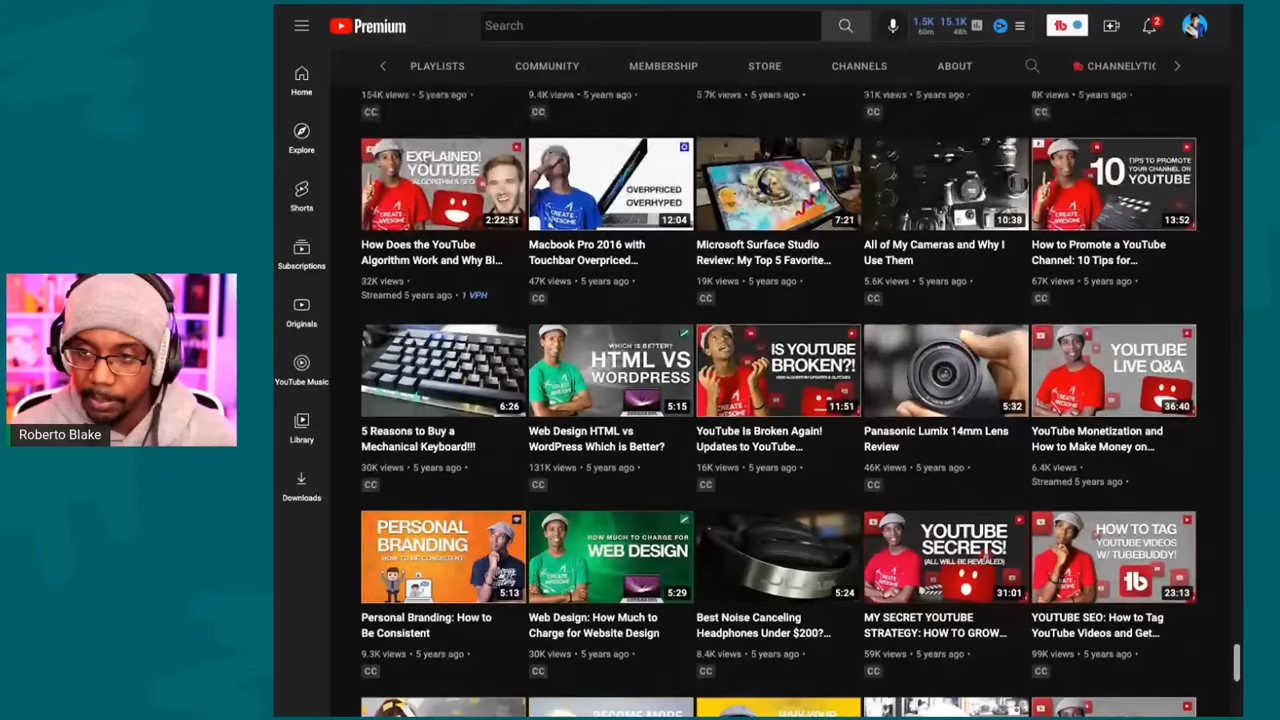 Premium
Search
1.5K 15.1K
60m 48h
2
PLAYLISTS COMMUNITY MEMBERSHIP STORE CHANNELS ABOUT CHANNELYTIC
Home
Explore
Shorts
Subscriptions
Originals
YouTube Music
Library
Downloads
154K views • 5 years ago •
CC
9.4K views • 5 years ago •
CC
5.7K views • 5 years ago •
CC
31K views • 5 years ago •
CC
8K views • 5 years ago •
CC
EXPLAINED!
YOUTUBE
ALGORITHM & SEO
2:22:51
How Does the YouTube
Algorithm Work and Why Bi...
32K views •
Streamed 5 years ago • 1 VPH
OVERPRICED
OVERHYPED
12:04
Macbook Pro 2016 with
Touchbar Overpriced...
47K views • 5 years ago •
CC
7:21
Microsoft Surface Studio
Review: My Top 5 Favorite...
19K views • 5 years ago •
CC
10:38
All of My Cameras and Why I
Use Them
5.6K views • 5 years ago •
CC
10 TIPS TO PROMOTE
YOUR CHANNEL ON
YOUTUBE
13:52
How to Promote a YouTube
Channel: 10 Tips for...
67K views • 5 years ago •
CC
6:26
5 Reasons to Buy a
Mechanical Keyboard!!!
30K views • 5 years ago •
CC
WHICH IS BETTER?
HTML VS
WORDPRESS
5:15
Web Design HTML vs
WordPress Which is Better?
131K views • 5 years ago •
CC
IS YOUTUBE
BROKEN?!
11:51
YouTube Is Broken Again!
Updates to YouTube...
16K views • 5 years ago •
CC
5:32
Panasonic Lumix 14mm Lens
Review
46K views • 5 years ago •
CC
YOUTUBE
LIVE Q&A
36:40
YouTube Monetization and
How to Make Money on...
6.4K views •
Streamed 5 years ago •
PERSONAL
BRANDING
HOW TO BE CONSISTENT
5:13
Personal Branding: How to
Be Consistent
9.3K views • 5 years ago •
CC
HOW MUCH TO CHARGE FOR
WEB DESIGN
5:29
Web Design: How Much to
Charge for Website Design
30K views • 5 years ago •
CC
5:24
Best Noise Canceling
Headphones Under $200?...
8.4K views • 5 years ago •
CC
YOUTUBE
SECRETS!
(ALL WILL BE REVEALED)
31:01
MY SECRET YOUTUBE
STRATEGY: HOW TO GROW...
59K views • 5 years ago •
CC
HOW TO TAG
YOUTUBE VIDEOS
W/ TUBEBUDDY!
23:13
YOUTUBE SEO: How to Tag
YouTube Videos and Get...
99K views • 5 years ago •
CC
BECOME MORE
WHY YOUR
Roberto Blake